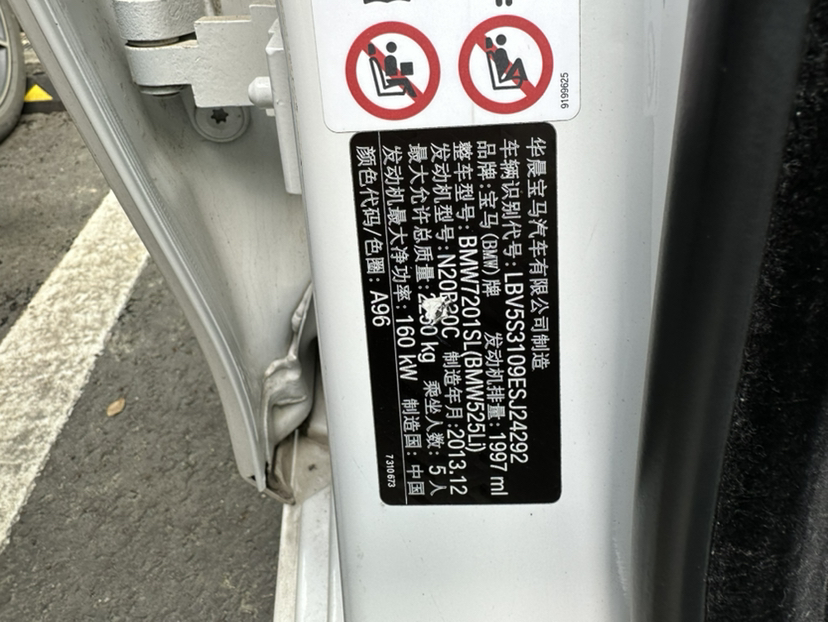 9199625
华晨宝马汽车有限公司制造
车辆识别代号: LBV5S3109ESJ24292
品牌:宝马(BMW)牌 发动机排量: 1997 ml
整车型号: BMW7201SL(BMW525Li)
发动机型号: N20B20C 制造年月: 2013.12
最大允许总质量: kg 乘坐人数: 5人
发动机最大净功率: 160 kW 制造国: 中国
颜色代码/色圈: A96
7 310 673